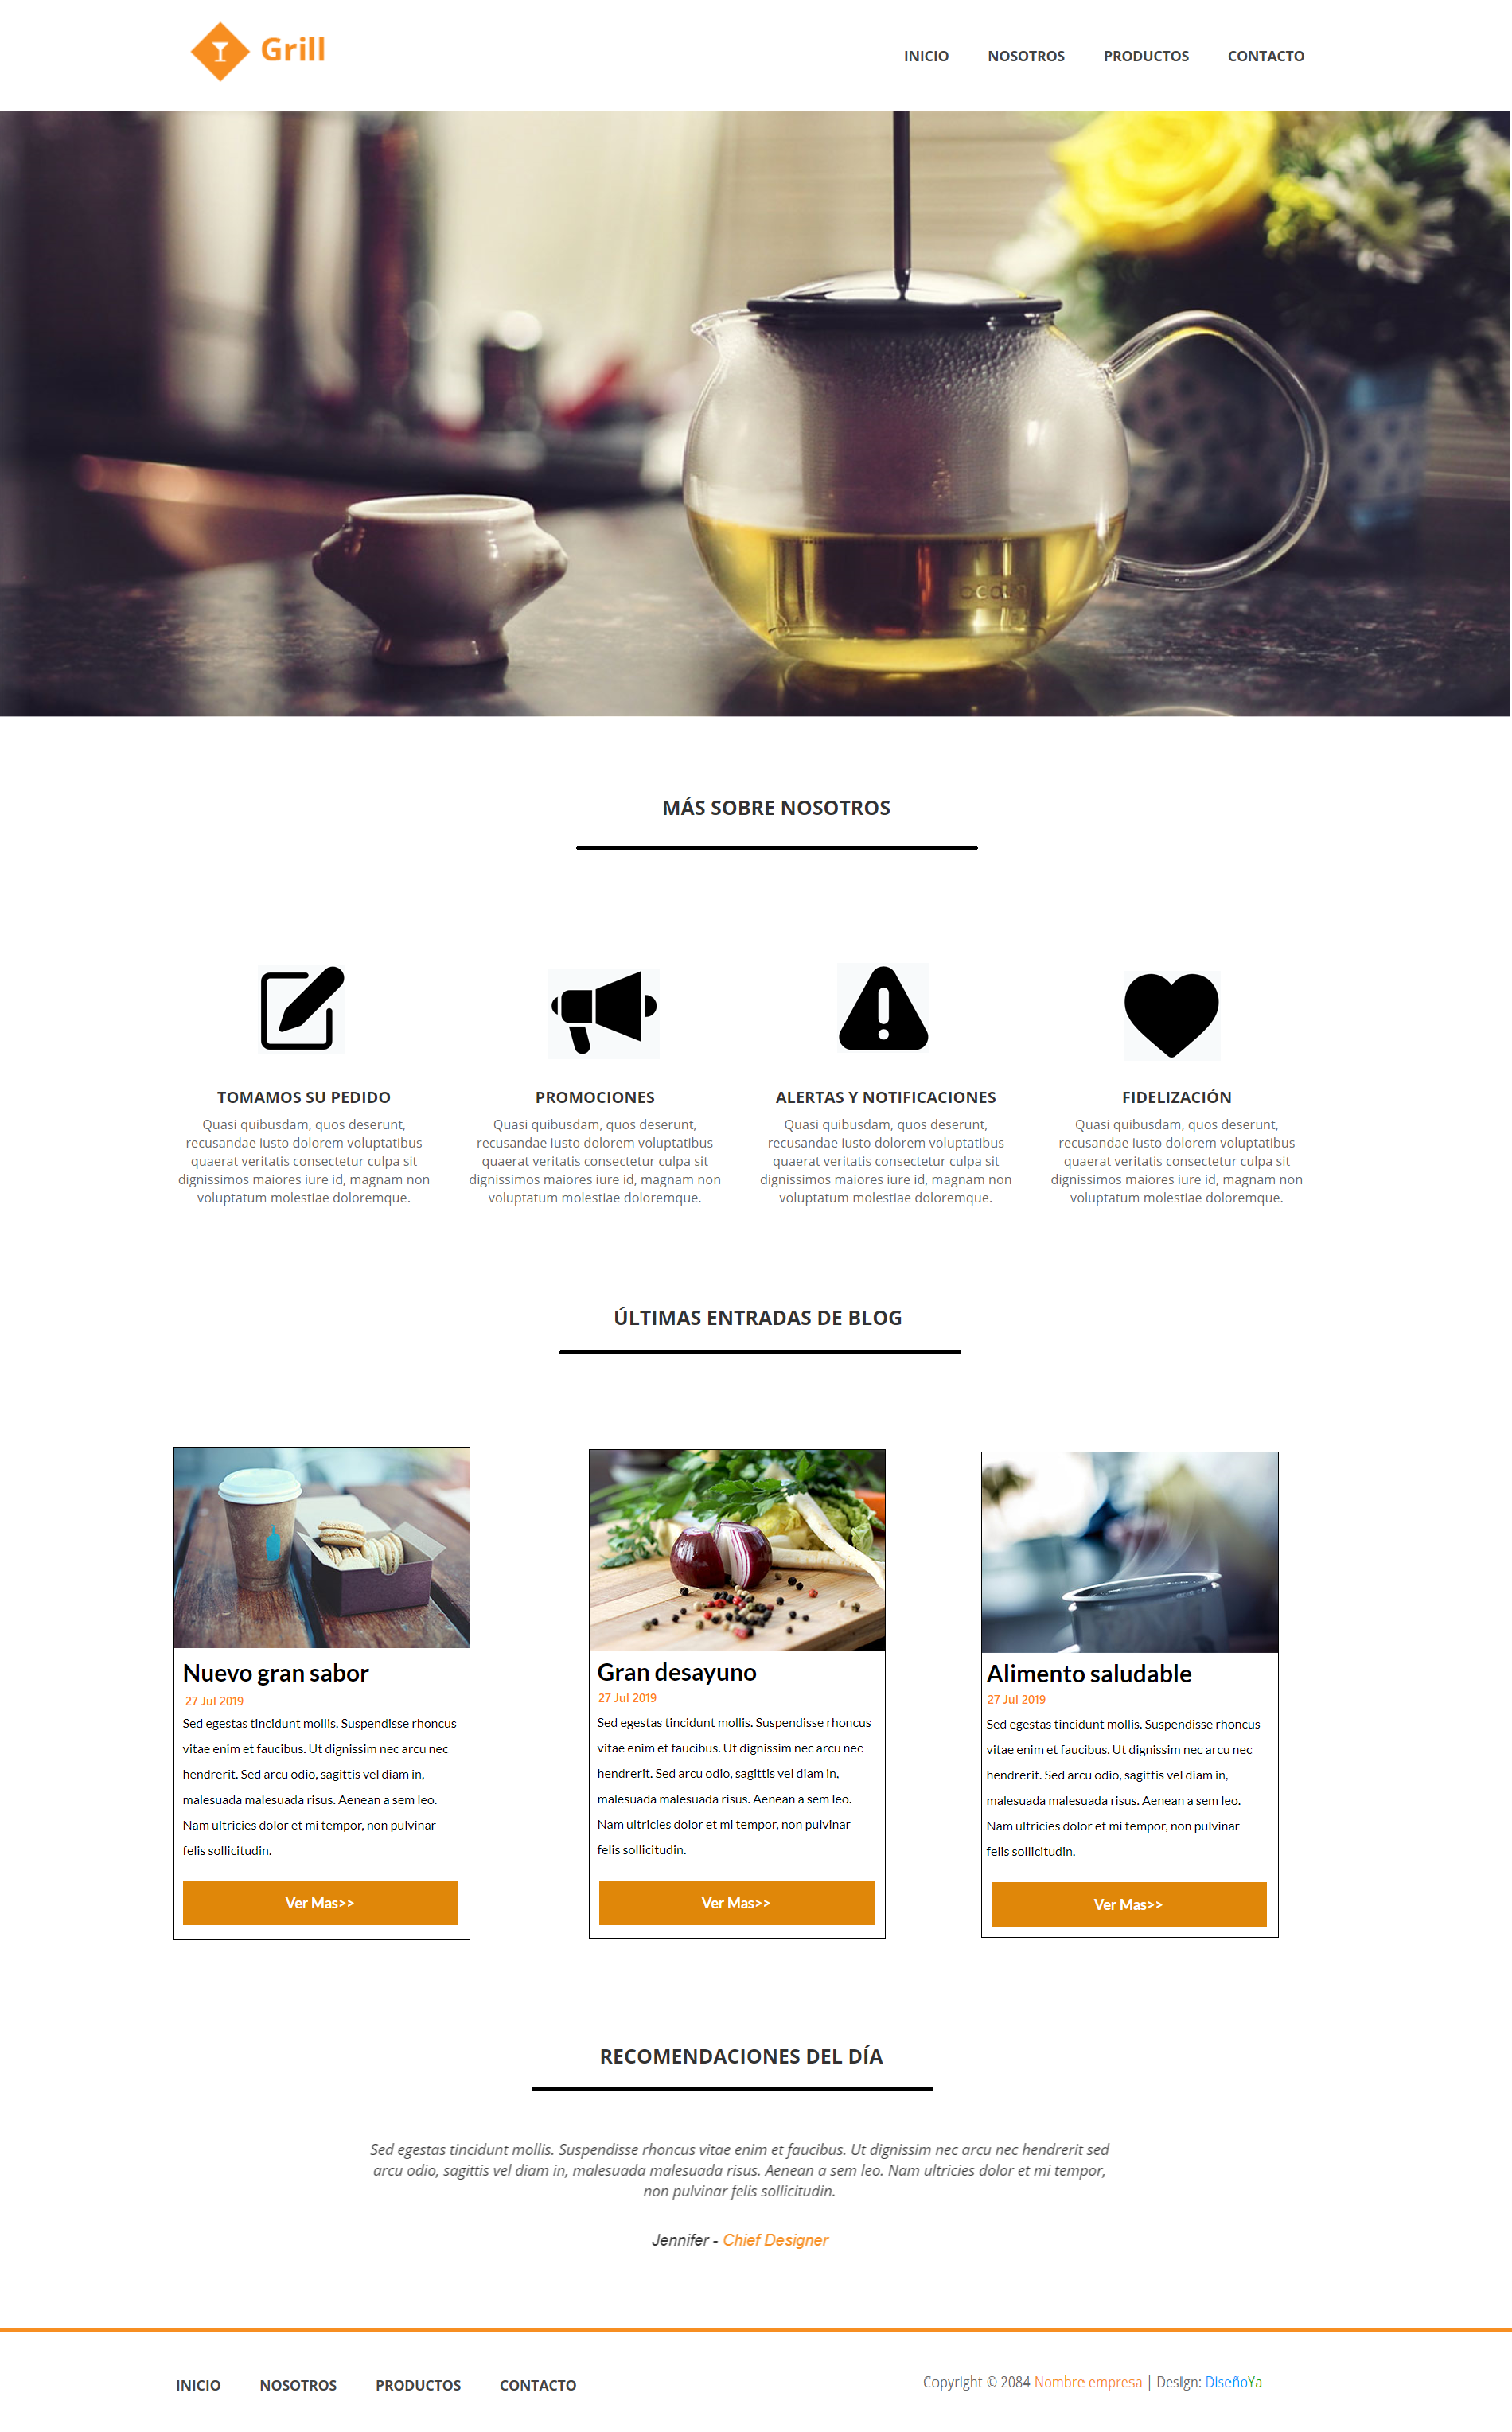 Grill
INICIO NOSOTROS PRODUCTOS CONTACTO
MÁS SOBRE NOSOTROS
TOMAMOS SU PEDIDO
Quasi quibusdam, quos deserunt,
recusandae iusto dolorem voluptatibus
quaerat veritatis consectetur culpa sit
dignissimos maiores iure id, magnam non
voluptatum molestiae doloremque.
PROMOCIONES
Quasi quibusdam, quos deserunt,
recusandae iusto dolorem voluptatibus
quaerat veritatis consectetur culpa sit
dignissimos maiores iure id, magnam non
voluptatum molestiae doloremque.
ALERTAS Y NOTIFICACIONES
Quasi quibusdam, quos deserunt,
recusandae iusto dolorem voluptatibus
quaerat veritatis consectetur culpa sit
dignissimos maiores iure id, magnam non
voluptatum molestiae doloremque.
FIDELIZACIÓN
Quasi quibusdam, quos deserunt,
recusandae iusto dolorem voluptatibus
quaerat veritatis consectetur culpa sit
dignissimos maiores iure id, magnam non
voluptatum molestiae doloremque.
ÚLTIMAS ENTRADAS DE BLOG
Nuevo gran sabor
27 Jul 2019
Sed egestas tincidunt mollis. Suspendisse rhoncus
vitae enim et faucibus. Ut dignissim nec arcu nec
hendrerit. Sed arcu odio, sagittis vel diam in,
malesuada malesuada risus. Aenean a sem leo.
Nam ultricies dolor et mi tempor, non pulvinar
felis sollicitudin.
Ver Mas>>
Gran desayuno
27 Jul 2019
Sed egestas tincidunt mollis. Suspendisse rhoncus
vitae enim et faucibus. Ut dignissim nec arcu nec
hendrerit. Sed arcu odio, sagittis vel diam in,
malesuada malesuada risus. Aenean a sem leo.
Nam ultricies dolor et mi tempor, non pulvinar
felis sollicitudin.
Ver Mas>>
Alimento saludable
27 Jul 2019
Sed egestas tincidunt mollis. Suspendisse rhoncus
vitae enim et faucibus. Ut dignissim nec arcu nec
hendrerit. Sed arcu odio, sagittis vel diam in,
malesuada malesuada risus. Aenean a sem leo.
Nam ultricies dolor et mi tempor, non pulvinar
felis sollicitudin.
Ver Mas>>
RECOMENDACIONES DEL DÍA
Sed egestas tincidunt mollis. Suspendisse rhoncus vitae enim et faucibus. Ut dignissim nec arcu nec hendrerit sed
arcu odio, sagittis vel diam in, malesuada malesuada risus. Aenean a sem leo. Nam ultricies dolor et mi tempor,
non pulvinar felis sollicitudin.
Jennifer - Chief Designer
INICIO NOSOTROS PRODUCTOS CONTACTO
Copyright © 2084 Nombre empresa | Design: DiseñoYa